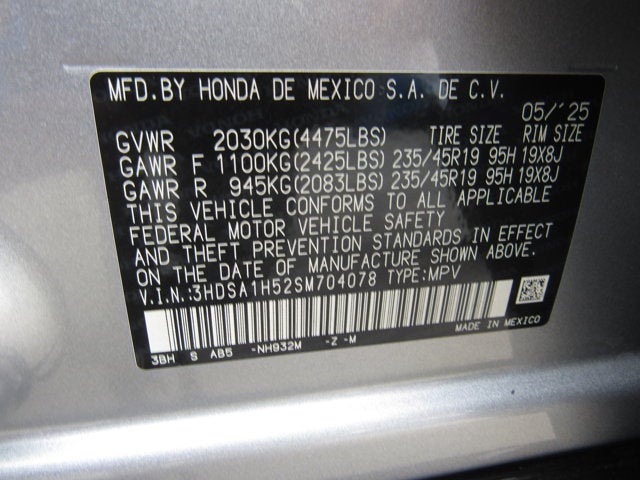 MFD.BY HONDA DE MEXICO S.A. DE C.V.
05/'25
GVWR 2030KG(4475LBS) TIRE SIZE RIM SIZE
GAWR F 1100KG(2425LBS) 235/45R19 95H 19X8J
GAWR R 945KG(2083LBS) 235/45R19 95H 19X8J
THIS VEHICLE CONFORMS TO ALL APPLICABLE
FEDERAL MOTOR VEHICLE SAFETY
AND THEFT PREVENTION STANDARDS IN EFFECT
ON THE DATE OF MANUFACTURE SHOWN ABOVE.
V.I.N.:3HDSA1H52SM704078 TYPE:MPV
MADE IN MEXICO
3BH S AB5 -NH932M -Z -M